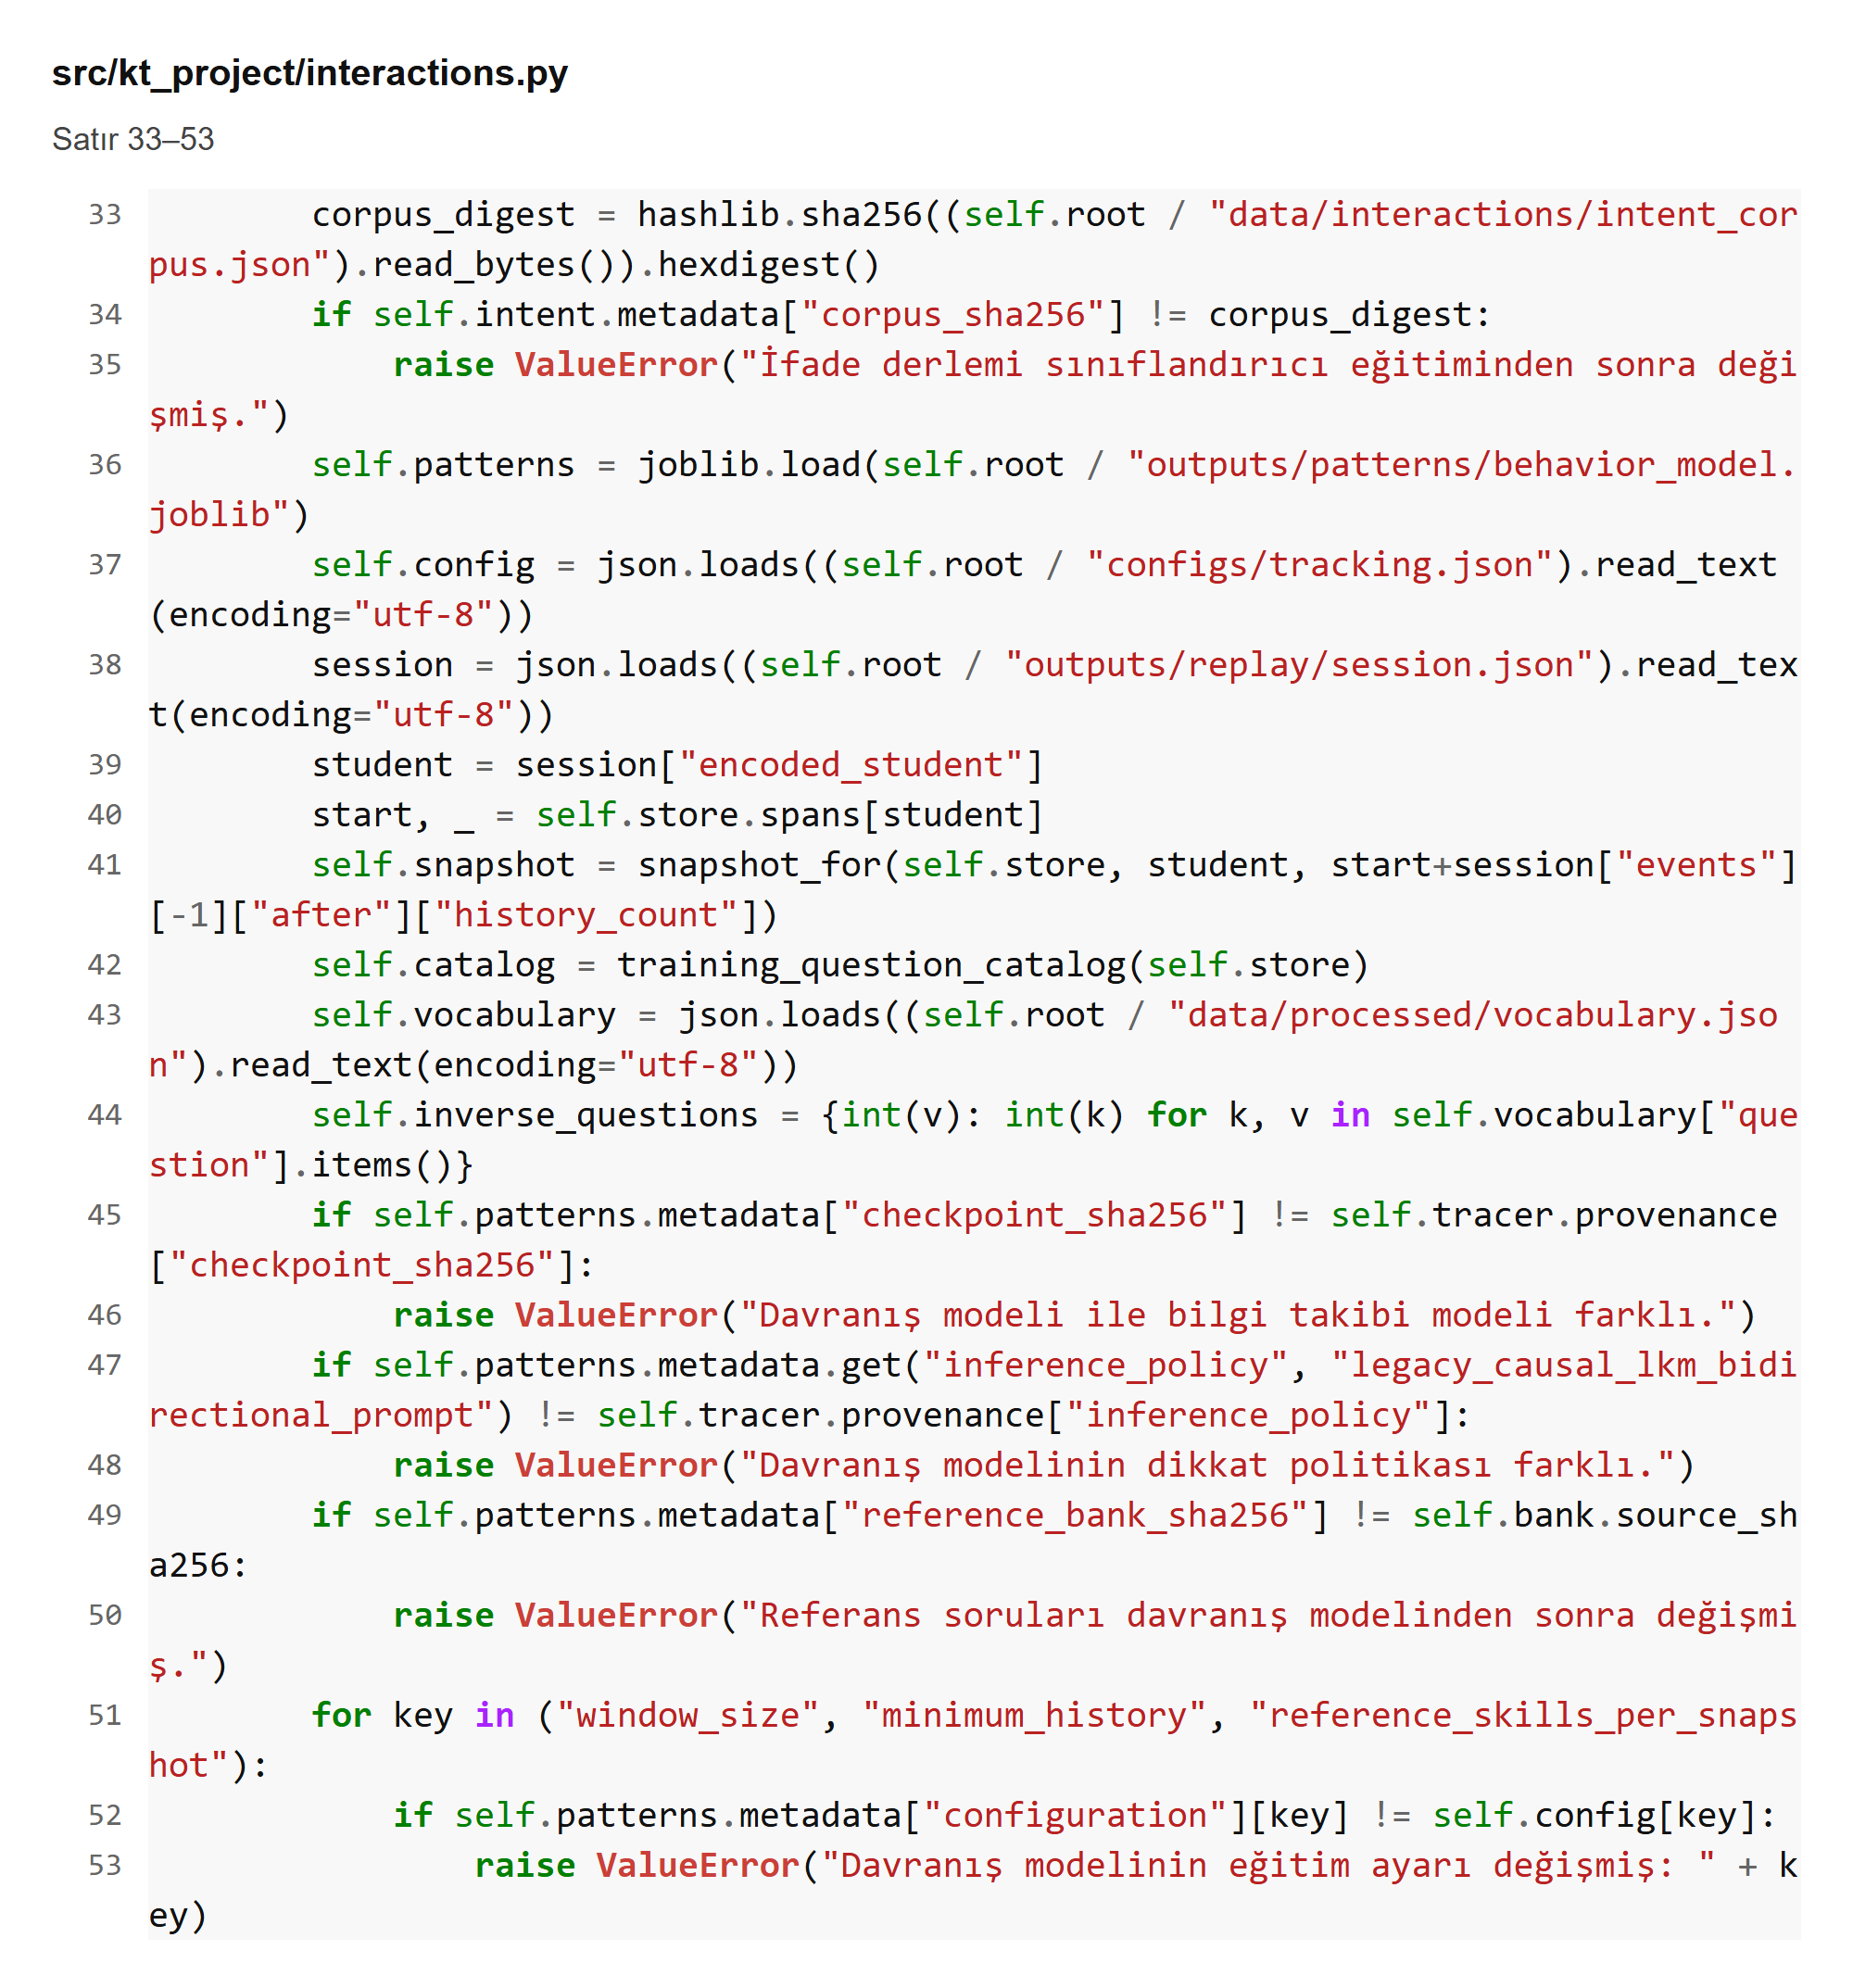 src/kt_project/interactions.py
Satır 33–53
33         corpus_digest = hashlib.sha256((self.root / "data/interactions/intent_cor
pus.json").read_bytes()).hexdigest()
34         if self.intent.metadata["corpus_sha256"] != corpus_digest:
35             raise ValueError("İfade derlemi sınıflandırıcı eğitiminden sonra deği
şmiş.")
36         self.patterns = joblib.load(self.root / "outputs/patterns/behavior_model.
joblib")
37         self.config = json.loads((self.root / "configs/tracking.json").read_text
(encoding="utf-8"))
38         session = json.loads((self.root / "outputs/replay/session.json").read_tex
t(encoding="utf-8"))
39         student = session["encoded_student"]
40         start, _ = self.store.spans[student]
41         self.snapshot = snapshot_for(self.store, student, start+session["events"]
[-1]["after"]["history_count"])
42         self.catalog = training_question_catalog(self.store)
43         self.vocabulary = json.loads((self.root / "data/processed/vocabulary.jso
n").read_text(encoding="utf-8"))
44         self.inverse_questions = {int(v): int(k) for k, v in self.vocabulary["que
stion"].items()}
45         if self.patterns.metadata["checkpoint_sha256"] != self.tracer.provenance
["checkpoint_sha256"]:
46             raise ValueError("Davranış modeli ile bilgi takibi modeli farklı.")
47         if self.patterns.metadata.get("inference_policy", "legacy_causal_lkm_bidi
rectional_prompt") != self.tracer.provenance["inference_policy"]:
48             raise ValueError("Davranış modelinin dikkat politikası farklı.")
49         if self.patterns.metadata["reference_bank_sha256"] != self.bank.source_sh
a256:
50             raise ValueError("Referans soruları davranış modelinden sonra değişmi
ş.")
51         for key in ("window_size", "minimum_history", "reference_skills_per_snaps
hot"):
52             if self.patterns.metadata["configuration"][key] != self.config[key]:
53                 raise ValueError("Davranış modelinin eğitim ayarı değişmiş: " + k
ey)